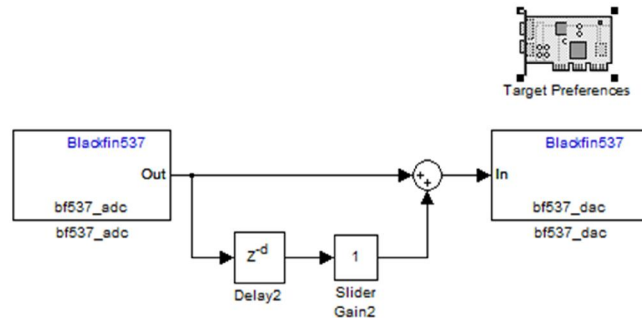 Target Preferences
Blackfin537
Out
bf537_adc
bf537_adc
+
+
Blackfin537
In
bf537_dac
bf537_dac
z-d
Delay2
1
Slider
Gain2